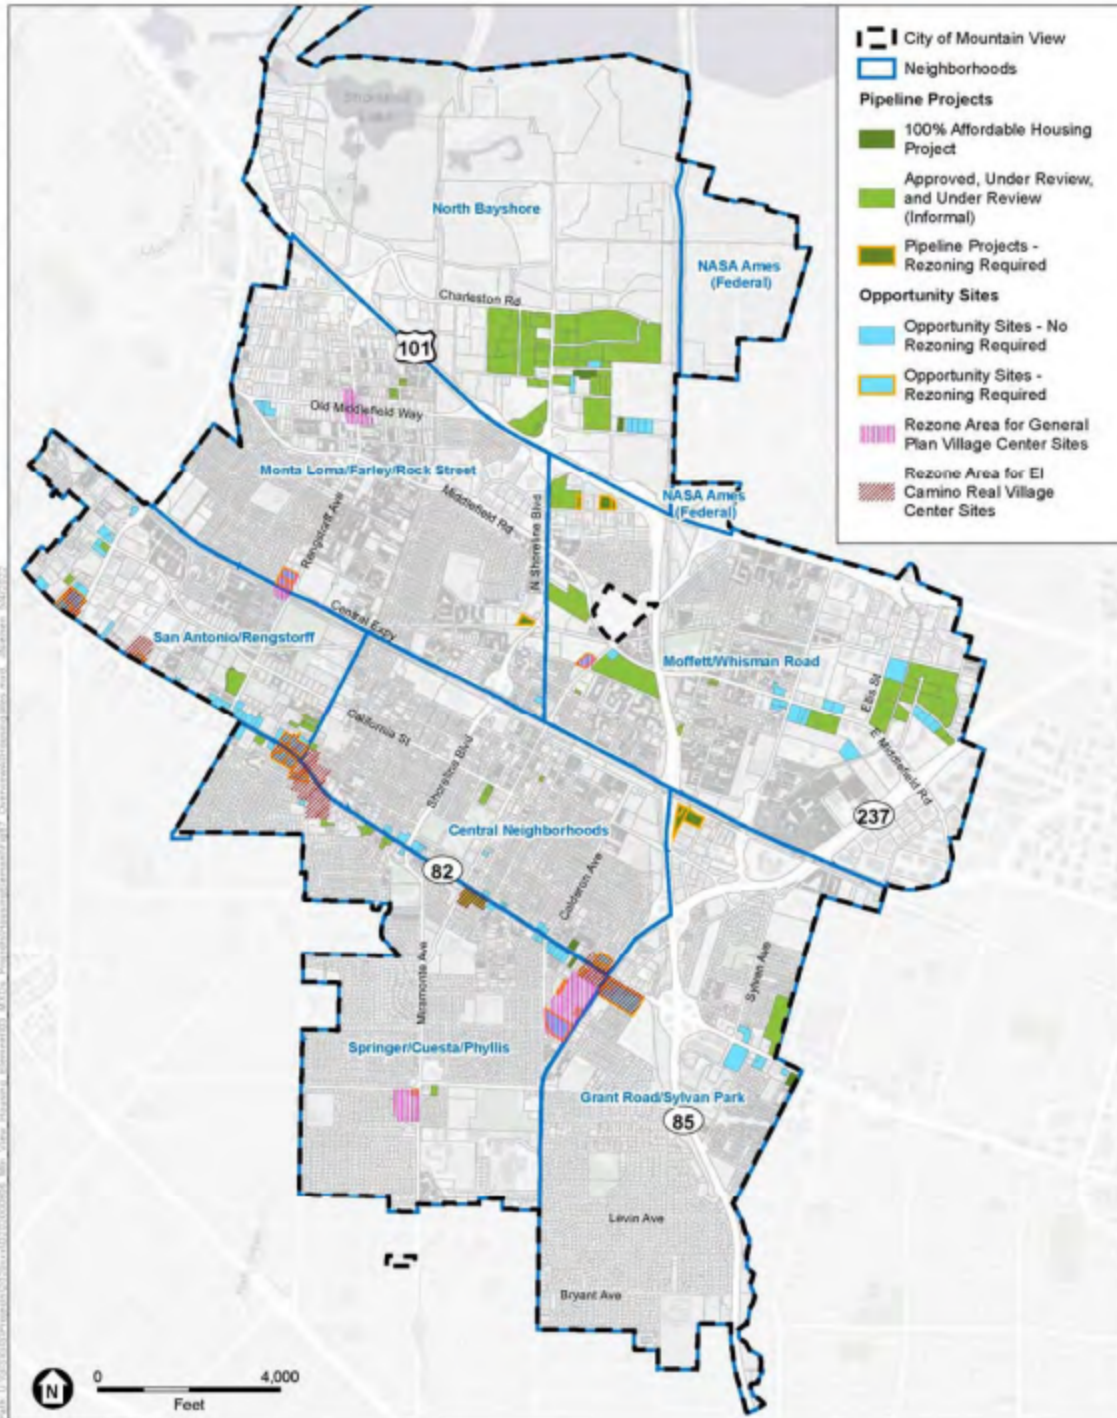 City of Mountain View
Neighborhoods
Pipeline Projects
100% Affordable Housing
Project
Approved, Under Review,
and Under Review
(Informal)
Pipeline Projects -
Rezoning Required
Opportunity Sites
Opportunity Sites - No
Rezoning Required
Opportunity Sites -
Rezoning Required
Rezone Area for General
Plan Village Center Sites
Rezone Area for El
Camino Real Village
Center Sites
North Bayshore
NASA Ames
(Federal)
Charleston Rd
101
Old Middlefield Way
Monta Loma/Farley/Rock Street
Middlefield Rd
NASA Ames
(Federal)
N Shoreline Blvd
Rengstorff Ave
Central Expy
San Antonio/Rengstorff
Moffett/Whisman Road
Ellis St
E Middlefield Rd
California St
Shoreline Blvd
237
Central Neighborhoods
82
Calderon Ave
Miramonte Ave
Sylvan Ave
Springer/Cuesta/Phyllis
Grant Road/Sylvan Park
85
Levin Ave
Bryant Ave
N
0 4,000
Feet